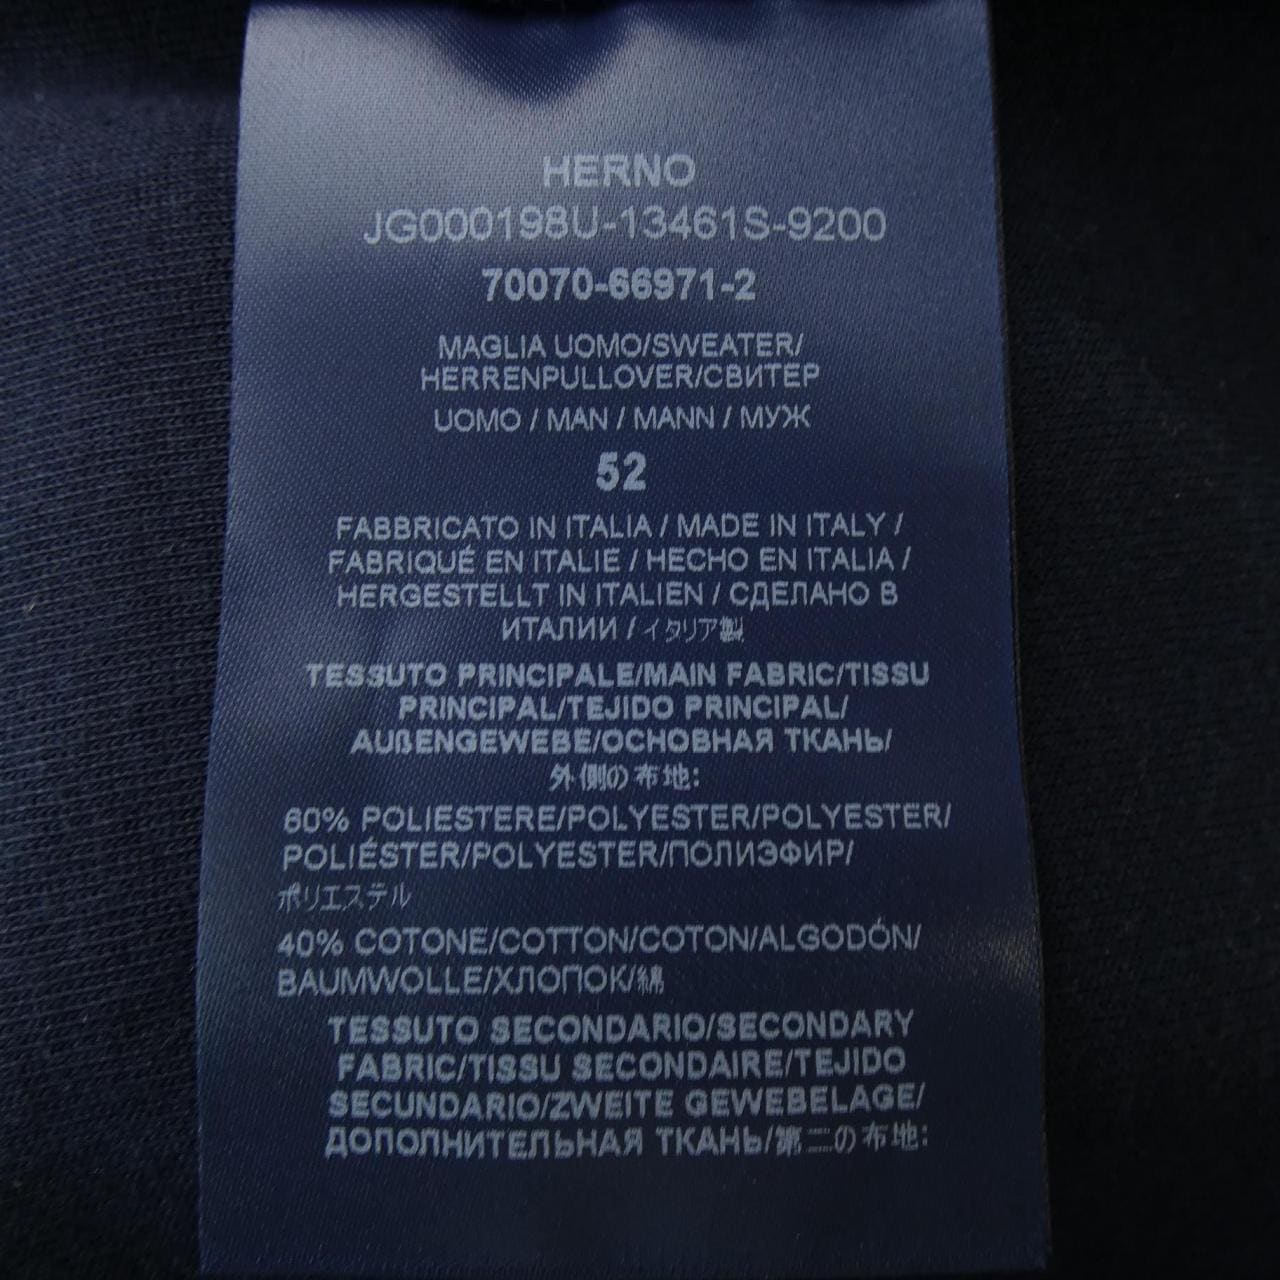 HERNO
JG000198U-13461S-9200
70070-66971-2
MAGLIA UOMO/SWEATER/
HERRENPULLOVER/СВИТЕР
UOMO / MAN / MANN / МУЖ
52
FABBRICATO IN ITALIA / MADE IN ITALY /
FABRIQUÉ EN ITALIE / HECHO EN ITALIA /
HERGESTELLT IN ITALIEN / СДЕЛАНО В
ИТАЛИИ / イタリア製
TESSUTO PRINCIPALE/MAIN FABRIC/TISSU
PRINCIPAL/TEJIDO PRINCIPAL/
AUßENGEWEBE/ОСНОВНАЯ ТКАНЬ/
外側の布地:
60% POLIESTERE/POLYESTER/POLYESTER/
POLIÉSTER/POLYESTER/ПОЛИЭФИР/
ポリエステル
40% COTONE/COTTON/COTON/ALGODÓN/
BAUMWOLLE/ХЛОПОК/綿
TESSUTO SECONDARIO/SECONDARY
FABRIC/TISSU SECONDAIRE/TEJIDO
SECUNDARIO/ZWEITE GEWEBELAGE/
ДОПОЛНИТЕЛЬНАЯ ТКАНЬ/第二の布地: